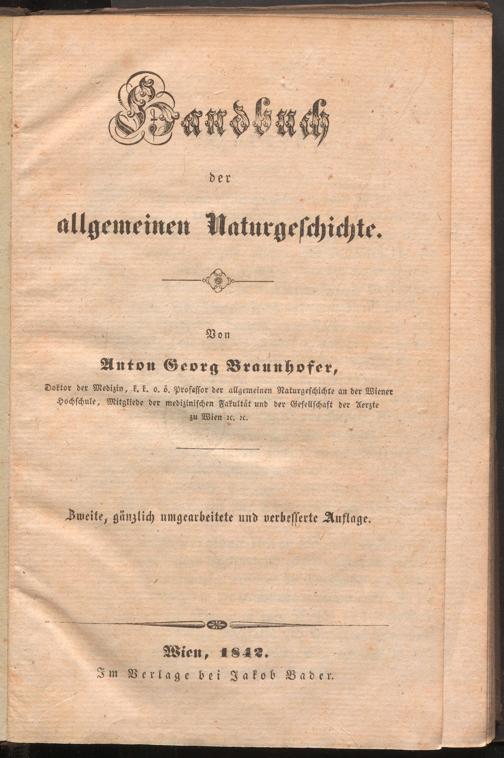 Handbuch
der
allgemeinen Naturgeschichte.
Von
Anton Georg Braunhofer,
Doktor der Medizin, k. k. o. ö. Professor der allgemeinen Naturgeschichte an der Wiener
Hochschule, Mitgliede der medizinischen Fakultät und der Gesellschaft der Aerzte
zu Wien ꝛc. ꝛc.
Zweite, gänzlich umgearbeitete und verbesserte Auflage.
Wien, 1842.
Im Verlage bei Jakob Bader.